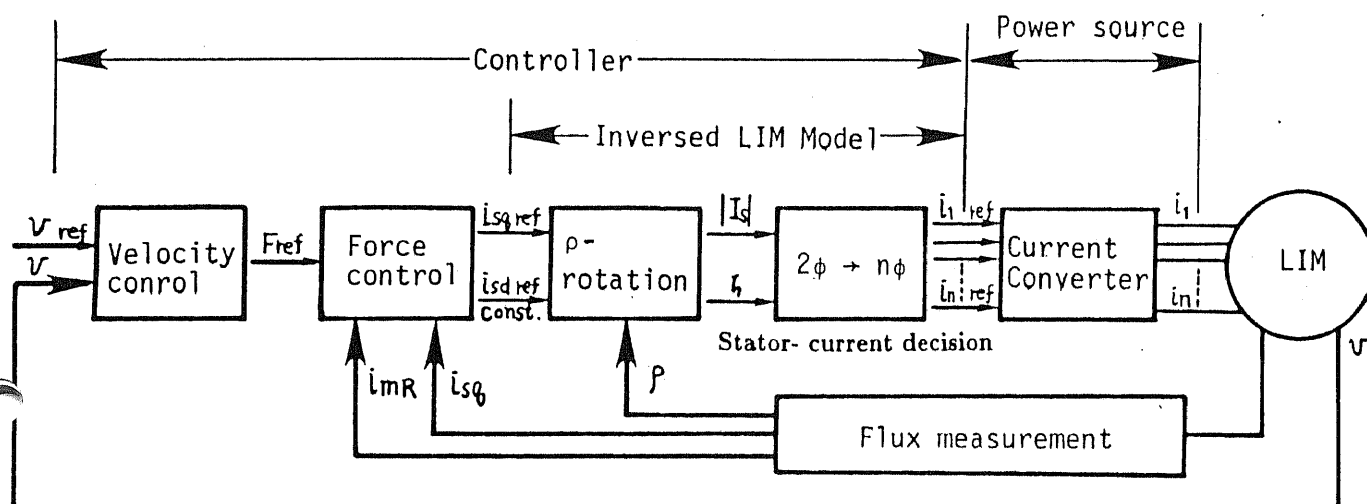 Power source
Controller
Inversed LIM Model
v ref
v
Velocity
conrol
Fref
Force
control
isq ref
isd ref
const.
ρ-
rotation
|Is|
2ϕ → nϕ
i1 ref
in ref
Current
Converter
i1
in
LIM
Stator- current decision
v
imR
isq
ρ
Flux measurement